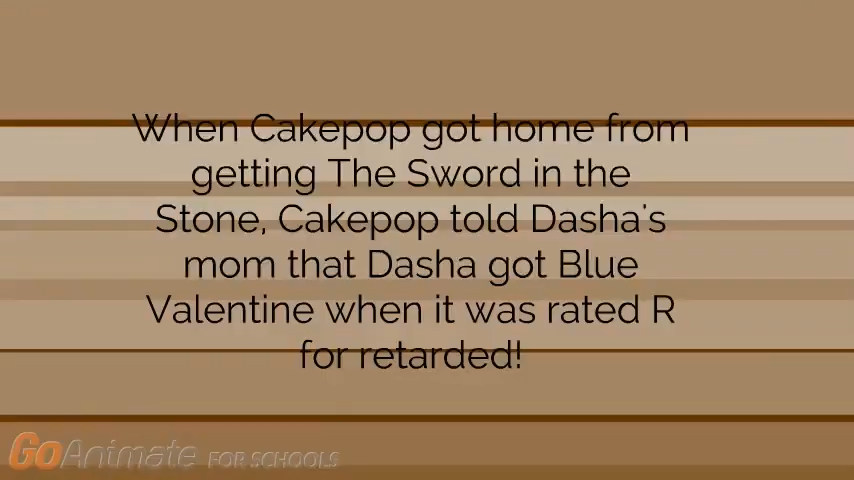 When Cakepop got home from
getting The Sword in the
Stone, Cakepop told Dasha's
mom that Dasha got Blue
Valentine when it was rated R
for retarded!
GoAnimate FOR SCHOOLS